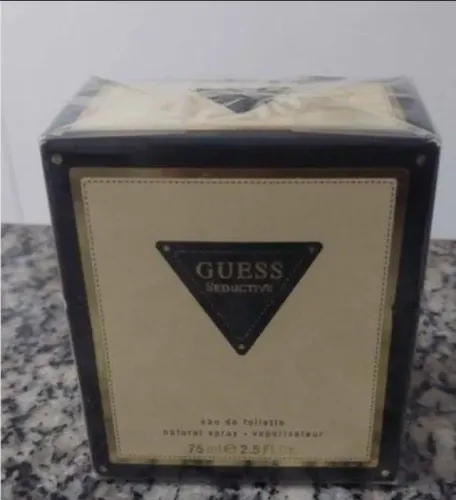 GUESS
SEDUCTIVE
eau de toilette
natural spray • vaporisateur
75 ml ℮ 2.5 Fl. Oz.